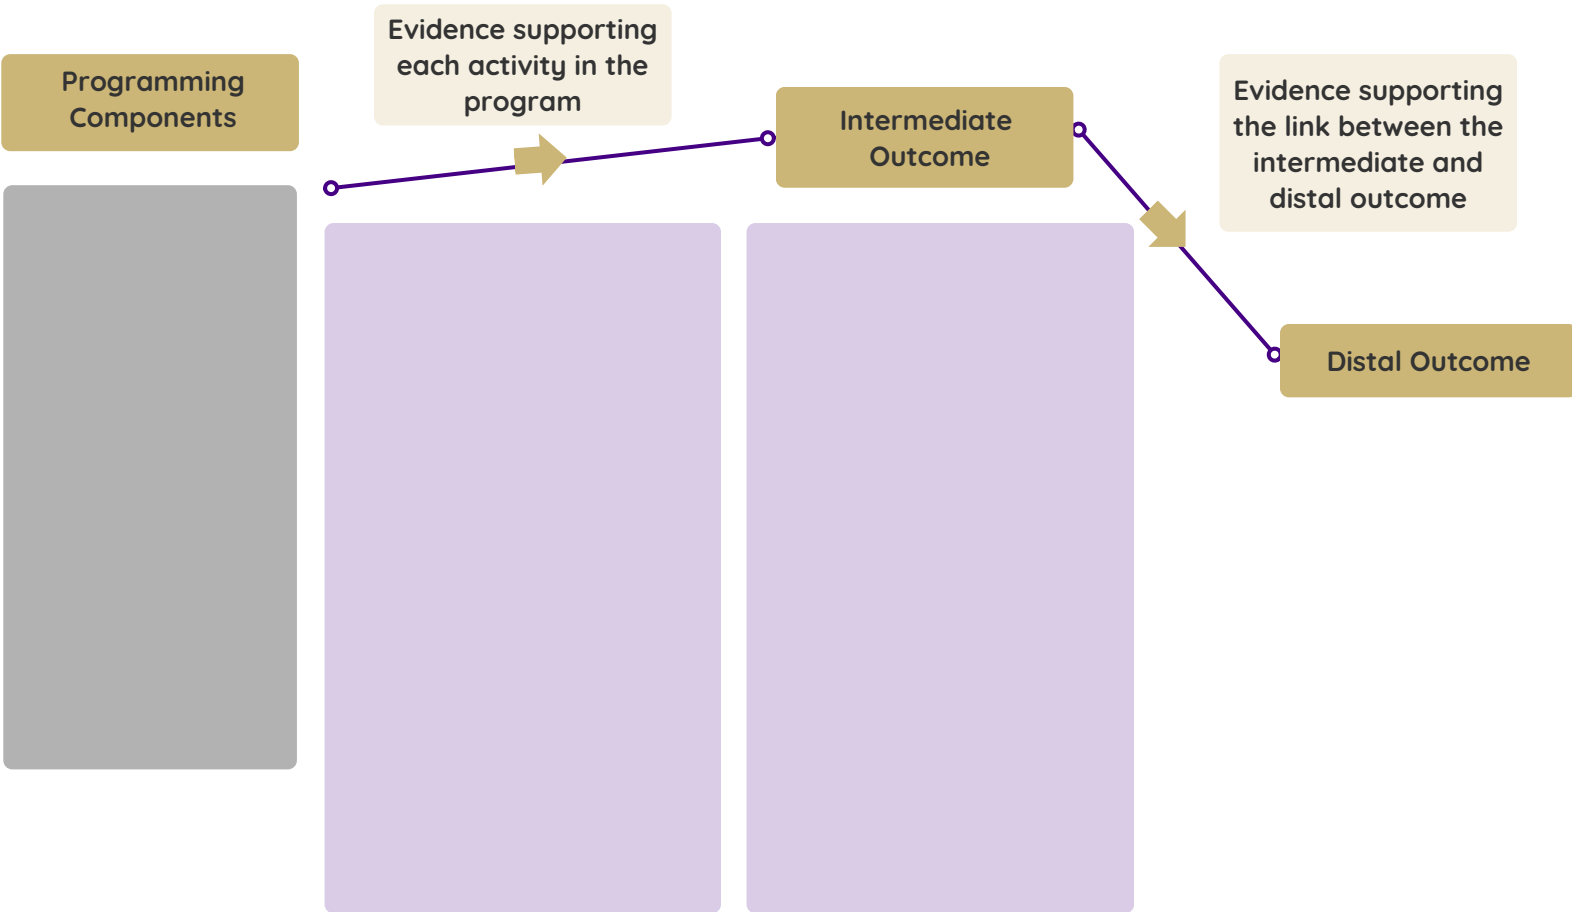 Programming
Components
Evidence supporting
each activity in the
program
Intermediate
Outcome
Evidence supporting
the link between the
intermediate and
distal outcome
Distal Outcome